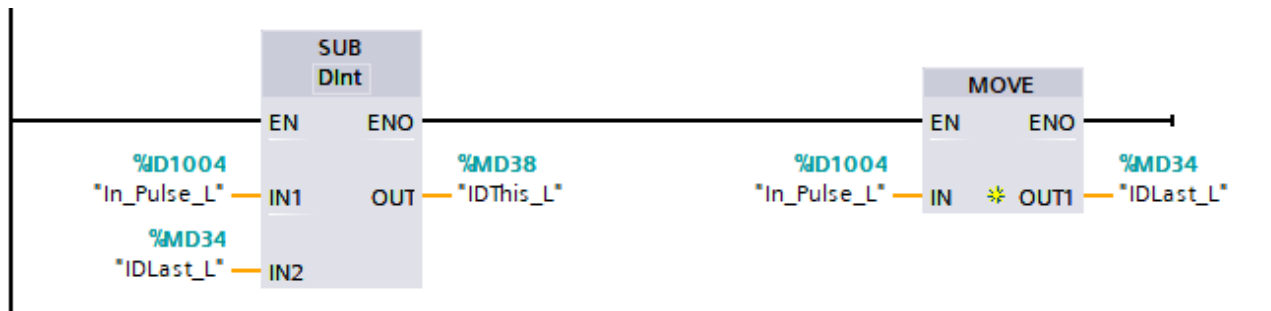 SUB
DInt
MOVE
EN ENO
EN ENO
%ID1004
%MD38
%ID1004
%MD34
"In_Pulse_L" IN1 OUT "IDThis_L"
"In_Pulse_L" IN OUT1 "IDLast_L"
%MD34
"IDLast_L" IN2